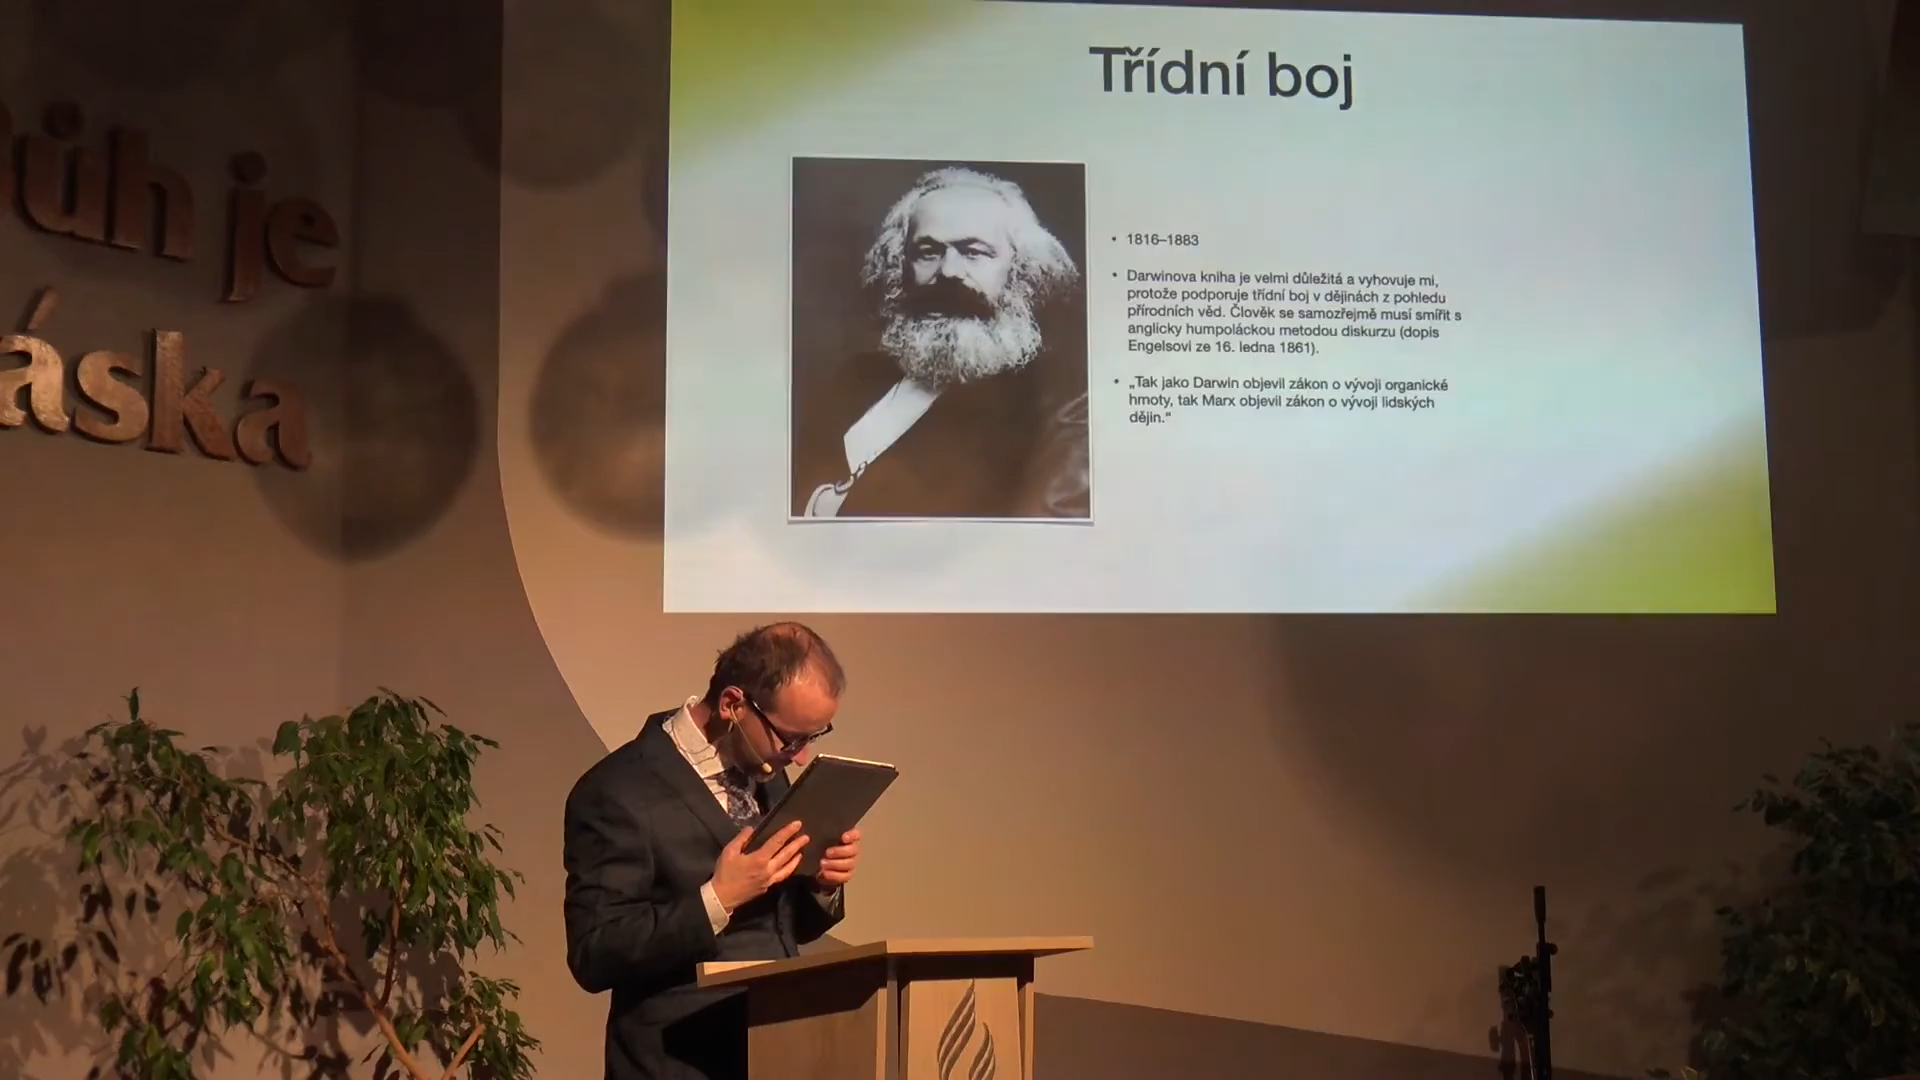 Bůh je
láska
Třídní boj
• 1816–1883
• Darwinova kniha je velmi důležitá a vyhovuje mi,
protože podporuje třídní boj v dějinách z pohledu
přírodních věd. Člověk se samozřejmě musí smířit s
anglicky humpoláckou metodou diskurzu (dopis
Engelsovi ze 16. ledna 1861).
• „Tak jako Darwin objevil zákon o vývoji organické
hmoty, tak Marx objevil zákon o vývoji lidských
dějin.“